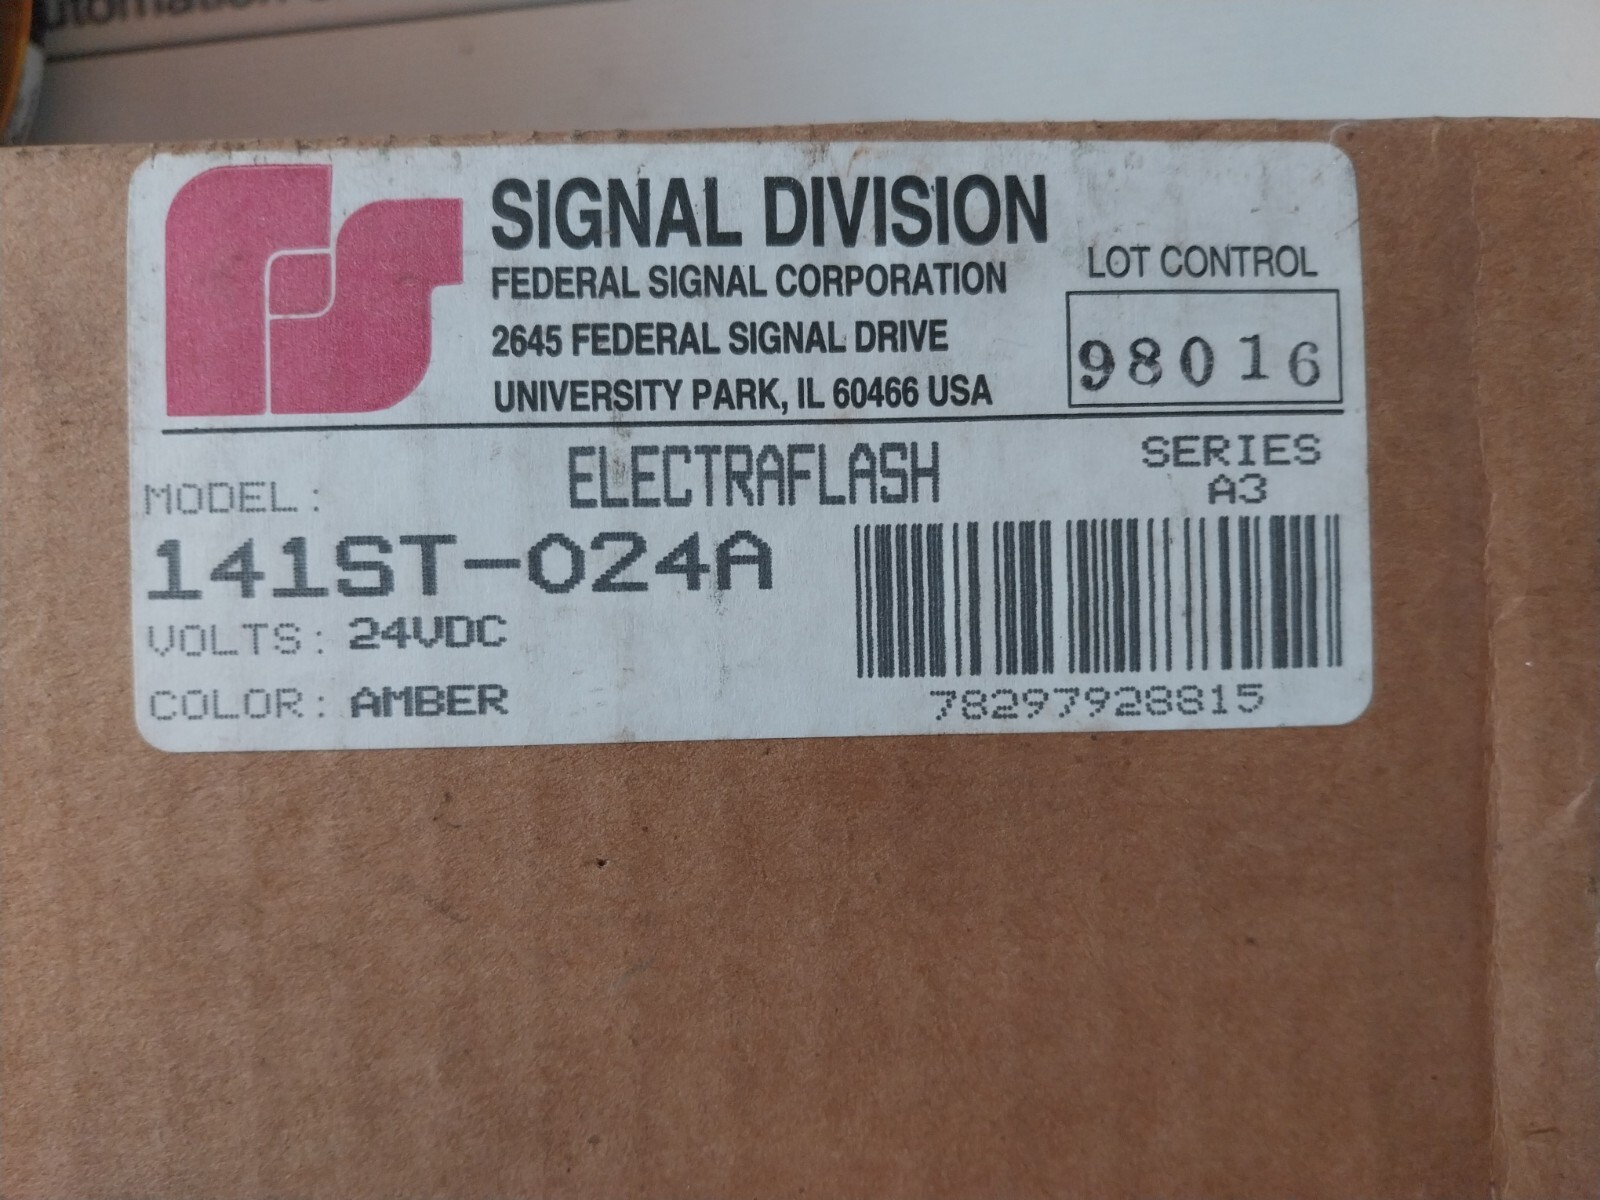 utomation
SIGNAL DIVISION
FEDERAL SIGNAL CORPORATION
2645 FEDERAL SIGNAL DRIVE
UNIVERSITY PARK, IL 60466 USA
LOT CONTROL
98016
ELECTRAFLASH
SERIES
A3
MODEL:
141ST-024A
VOLTS: 24VDC
COLOR: AMBER
78297928815